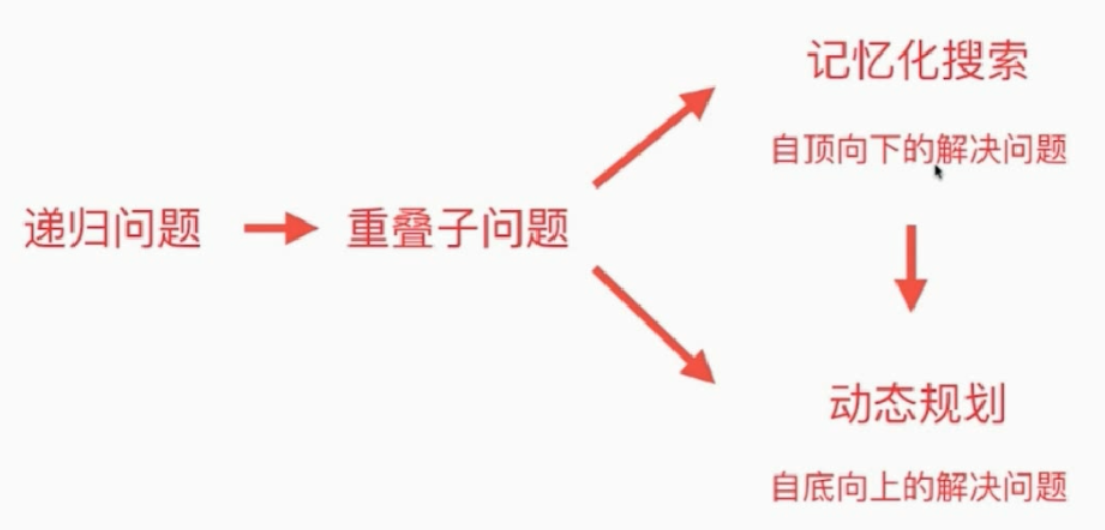 记忆化搜索
自顶向下的解决问题
递归问题
重叠子问题
动态规划
自底向上的解决问题